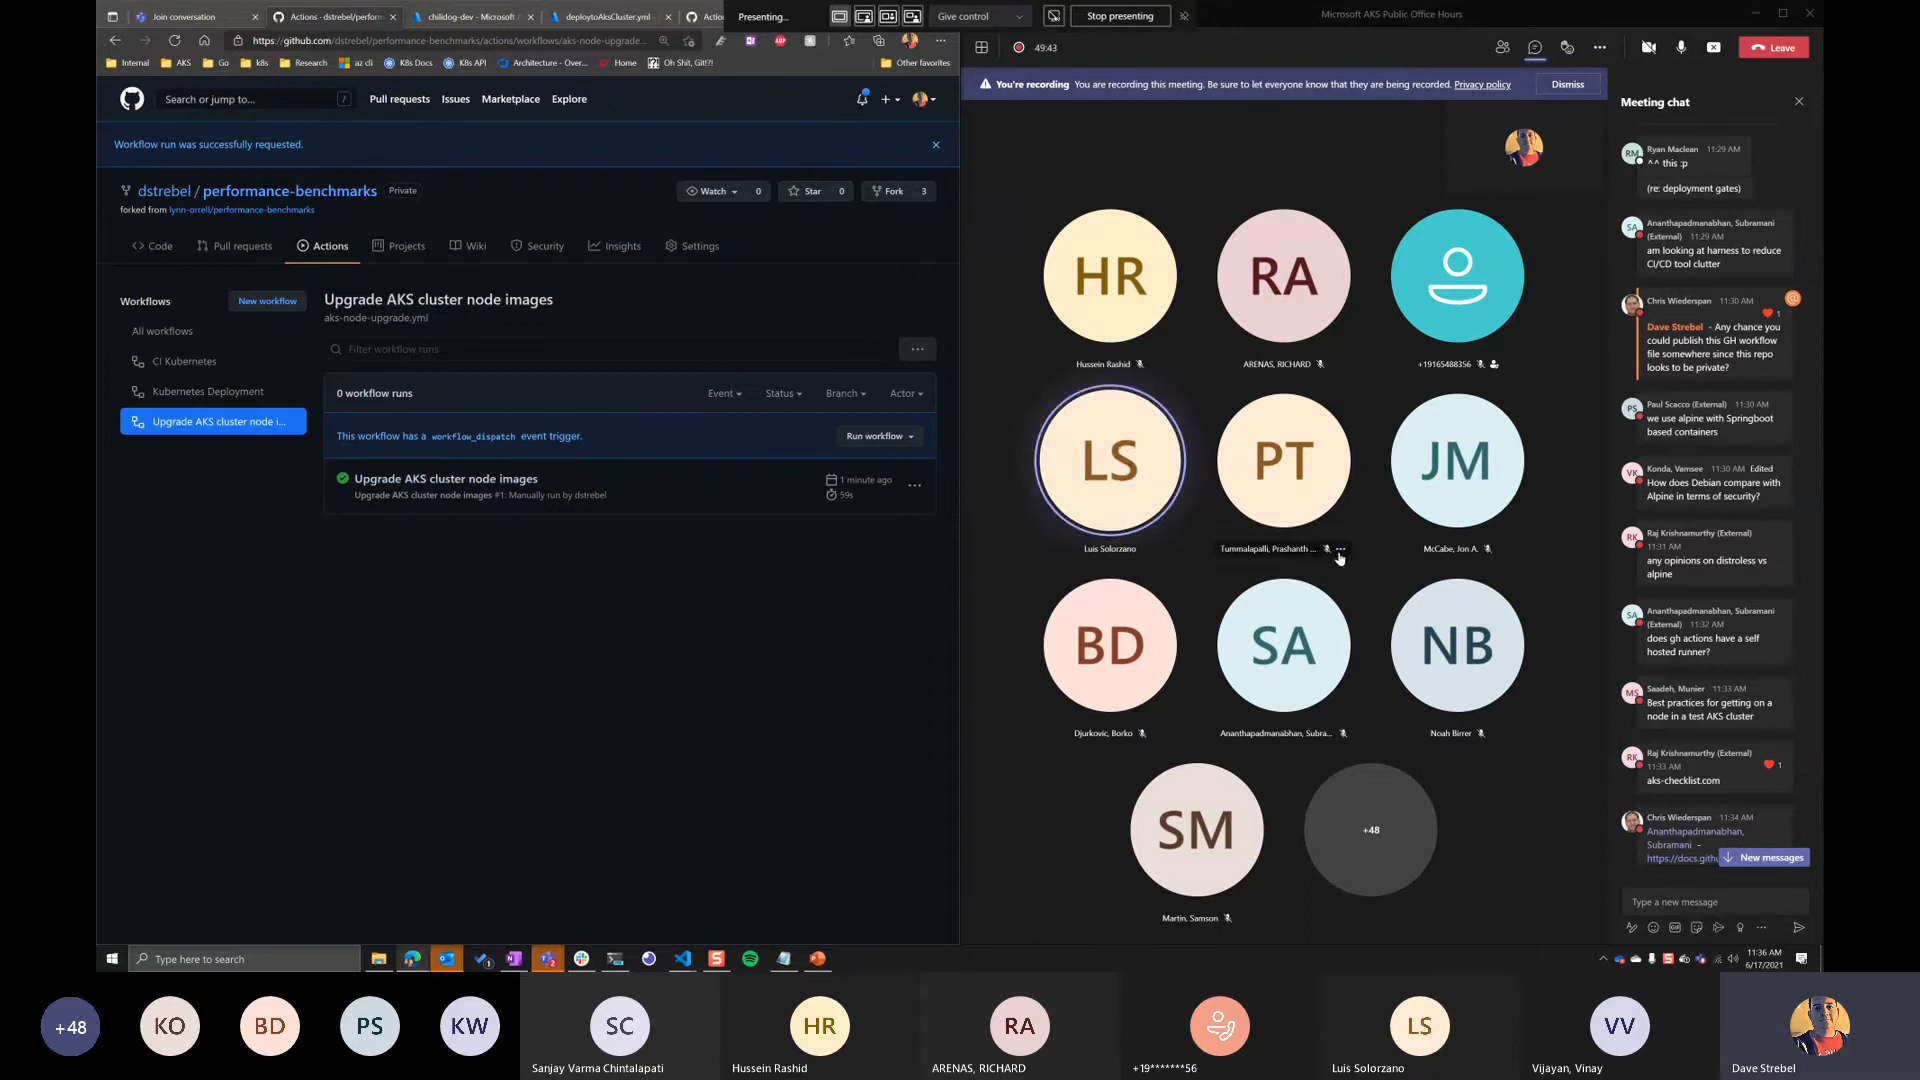 Join conversation
Actions · dstrebel/perform
chilidog-dev - Microsoft
deploytoAksCluster.yml -
Actio
Presenting...
Give control
Stop presenting
Microsoft AKS Public Office Hours
https://github.com/dstrebel/performance-benchmarks/actions/workflows/aks-node-upgrade...
Internal
AKS
Go
k8s
Research
az cli
K8s Docs
K8s API
Architecture - Over...
Home
Oh Shit, Git!?!
Other favorites
49:43
Leave
You're recording You are recording this meeting. Be sure to let everyone know that they are being recorded. Privacy policy
Dismiss
Search or jump to...
/
Pull requests
Issues
Marketplace
Explore
Workflow run was successfully requested.
dstrebel / performance-benchmarks
Private
forked from lynn-orrell/performance-benchmarks
Watch 0
Star 0
Fork 3
Code
Pull requests
Actions
Projects
Wiki
Security
Insights
Settings
Workflows
New workflow
All workflows
CI Kubernetes
Kubernetes Deployment
Upgrade AKS cluster node i...
Upgrade AKS cluster node images
aks-node-upgrade.yml
Filter workflow runs
0 workflow runs
Event
Status
Branch
Actor
This workflow has a workflow_dispatch event trigger.
Run workflow
Upgrade AKS cluster node images
Upgrade AKS cluster node images #1: Manually run by dstrebel
1 minute ago
59s
HR
Hussein Rashid
RA
ARENAS, RICHARD
+19165488356
LS
Luis Solorzano
PT
Tummalapalli, Prashanth ...
JM
McCabe, Jon A.
BD
Djurkovic, Borko
SA
Ananthapadmanabhan, Subra...
NB
Noah Birrer
SM
Martin, Samson
+48
Meeting chat
RM
Ryan Maclean 11:29 AM
^^ this :p
(re: deployment gates)
SA
Ananthapadmanabhan, Subramani
(External) 11:29 AM
am looking at harness to reduce
CI/CD tool clutter
Chris Wiederspan 11:30 AM
1
Dave Strebel - Any chance you
could publish this GH workflow
file somewhere since this repo
looks to be private?
PS
Paul Scacco (External) 11:30 AM
we use alpine with Springboot
based containers
VK
Konda, Vamsee 11:30 AM Edited
How does Debian compare with
Alpine in terms of security?
RK
Raj Krishnamurthy (External)
11:31 AM
any opinions on distroless vs
alpine
SA
Ananthapadmanabhan, Subramani
(External) 11:32 AM
does gh actions have a self
hosted runner?
MS
Saadeh, Munier 11:33 AM
Best practices for getting on a
node in a test AKS cluster
RK
Raj Krishnamurthy (External)
11:33 AM
1
aks-checklist.com
Chris Wiederspan 11:34 AM
Ananthapadmanabhan,
Subramani -
https://docs.githu
New messages
Type a new message
Type here to search
11:36 AM
6/17/2021
+48
KO
BD
PS
KW
SC
Sanjay Varma Chintalapati
HR
Hussein Rashid
RA
ARENAS, RICHARD
+19*******56
LS
Luis Solorzano
VV
Vijayan, Vinay
Dave Strebel